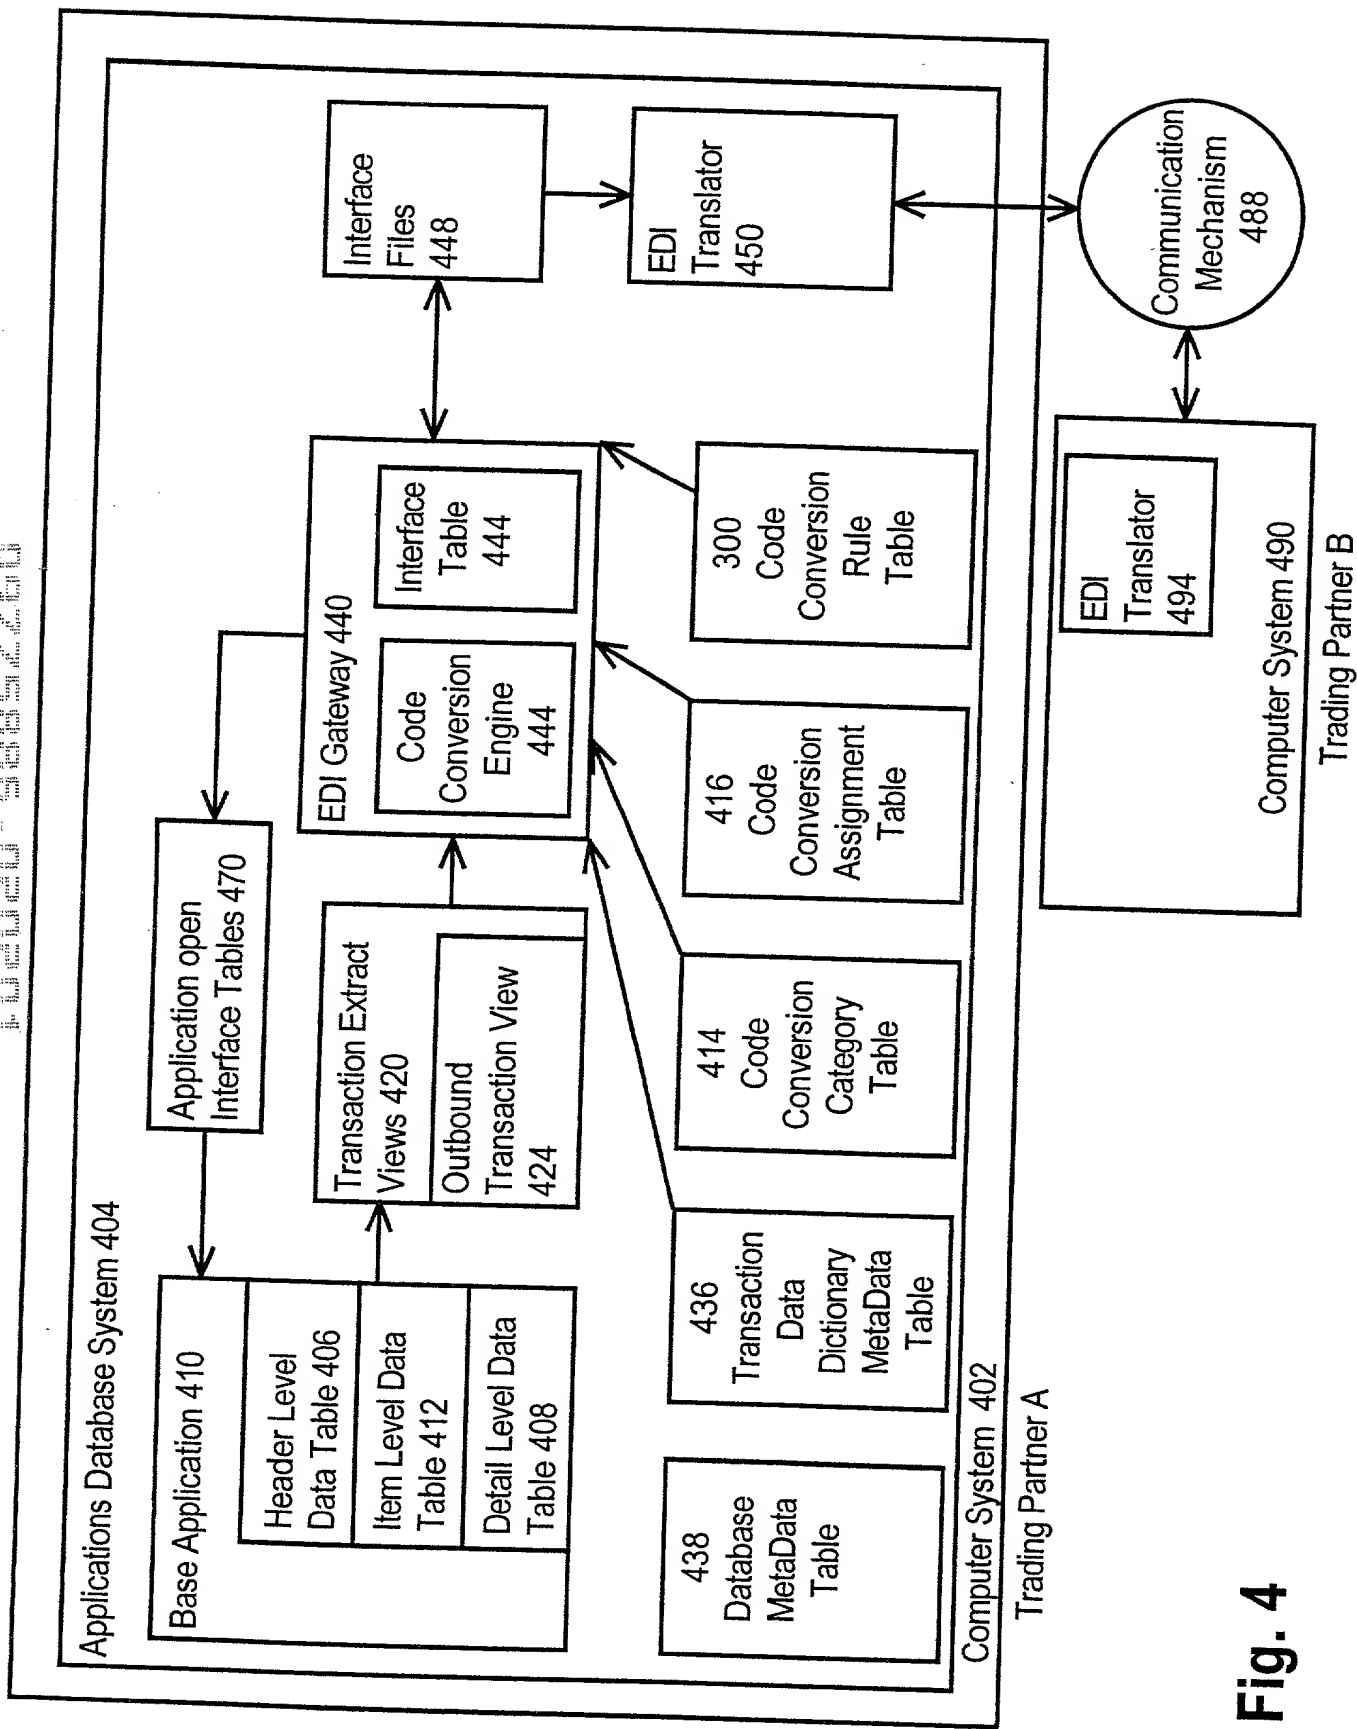 Applications Database System 404
Base Application 410
Header Level
Data Table 406
Item Level Data
Table 412
Detail Level Data
Table 408
Application open
Interface Tables 470
Transaction Extract
Views 420
Outbound
Transaction View
424
EDI Gateway 440
Code
Conversion
Engine
444
Interface
Table
444
Interface
Files
448
EDI
Translator
450
438
Database
MetaData
Table
436
Transaction
Data
Dictionary
MetaData
Table
414
Code
Conversion
Category
Table
416
Code
Conversion
Assignment
Table
300
Code
Conversion
Rule
Table
Computer System 402
Trading Partner A
Communication
Mechanism
488
EDI
Translator
494
Computer System 490
Trading Partner B
Fig. 4